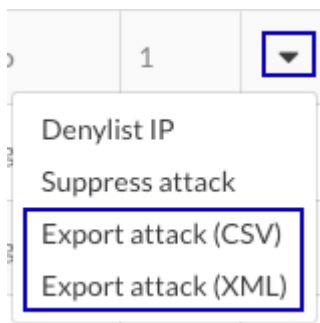 1
Denylist IP
Suppress attack
Export attack (CSV)
Export attack (XML)